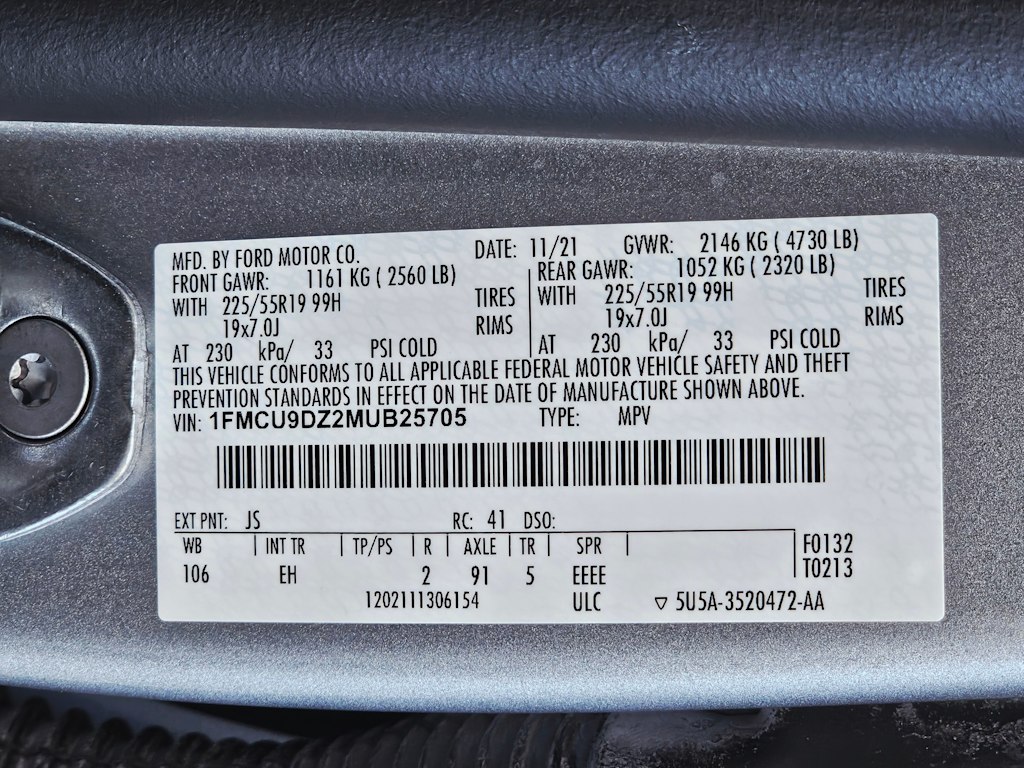 MFD. BY FORD MOTOR CO. DATE: 11/21 GVWR: 2146 KG ( 4730 LB)
FRONT GAWR: 1161 KG ( 2560 LB) REAR GAWR: 1052 KG ( 2320 LB)
WITH 225/55R19 99H TIRES WITH 225/55R19 99H TIRES
19x7.0J RIMS 19x7.0J RIMS
AT 230 kPa/ 33 PSI COLD AT 230 kPa/ 33 PSI COLD
THIS VEHICLE CONFORMS TO ALL APPLICABLE FEDERAL MOTOR VEHICLE SAFETY AND THEFT
PREVENTION STANDARDS IN EFFECT ON THE DATE OF MANUFACTURE SHOWN ABOVE.
VIN: 1FMCU9DZ2MUB25705 TYPE: MPV
EXT PNT: JS RC: 41 DSO:
WB INT TR TP/PS R AXLE TR SPR F0132
106 EH 2 91 5 EEEE T0213
1202111306154 ULC ▽ 5U5A-3520472-AA